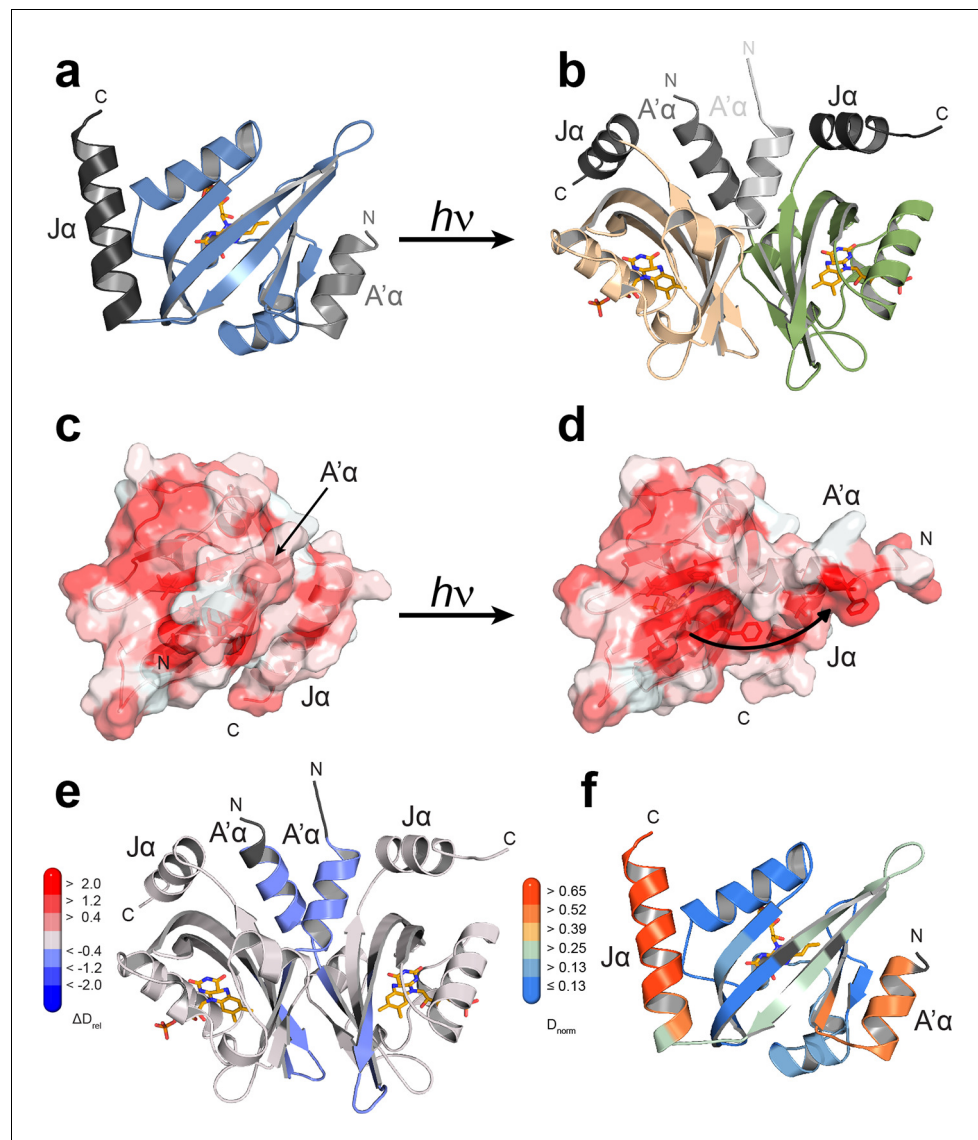 a
C
Jα
N
A'α
hν
b
N
N
A'α
A'α
Jα
Jα
C
C
c
A'α
N
Jα
C
hν
d
A'α
N
Jα
C
e
N
N
A'α
A'α
Jα
Jα
C
C
> 2.0
> 1.2
> 0.4
< -0.4
< -1.2
< -2.0
ΔDrel
f
C
Jα
N
A'α
> 0.65
> 0.52
> 0.39
> 0.25
> 0.13
≤ 0.13
Dnorm